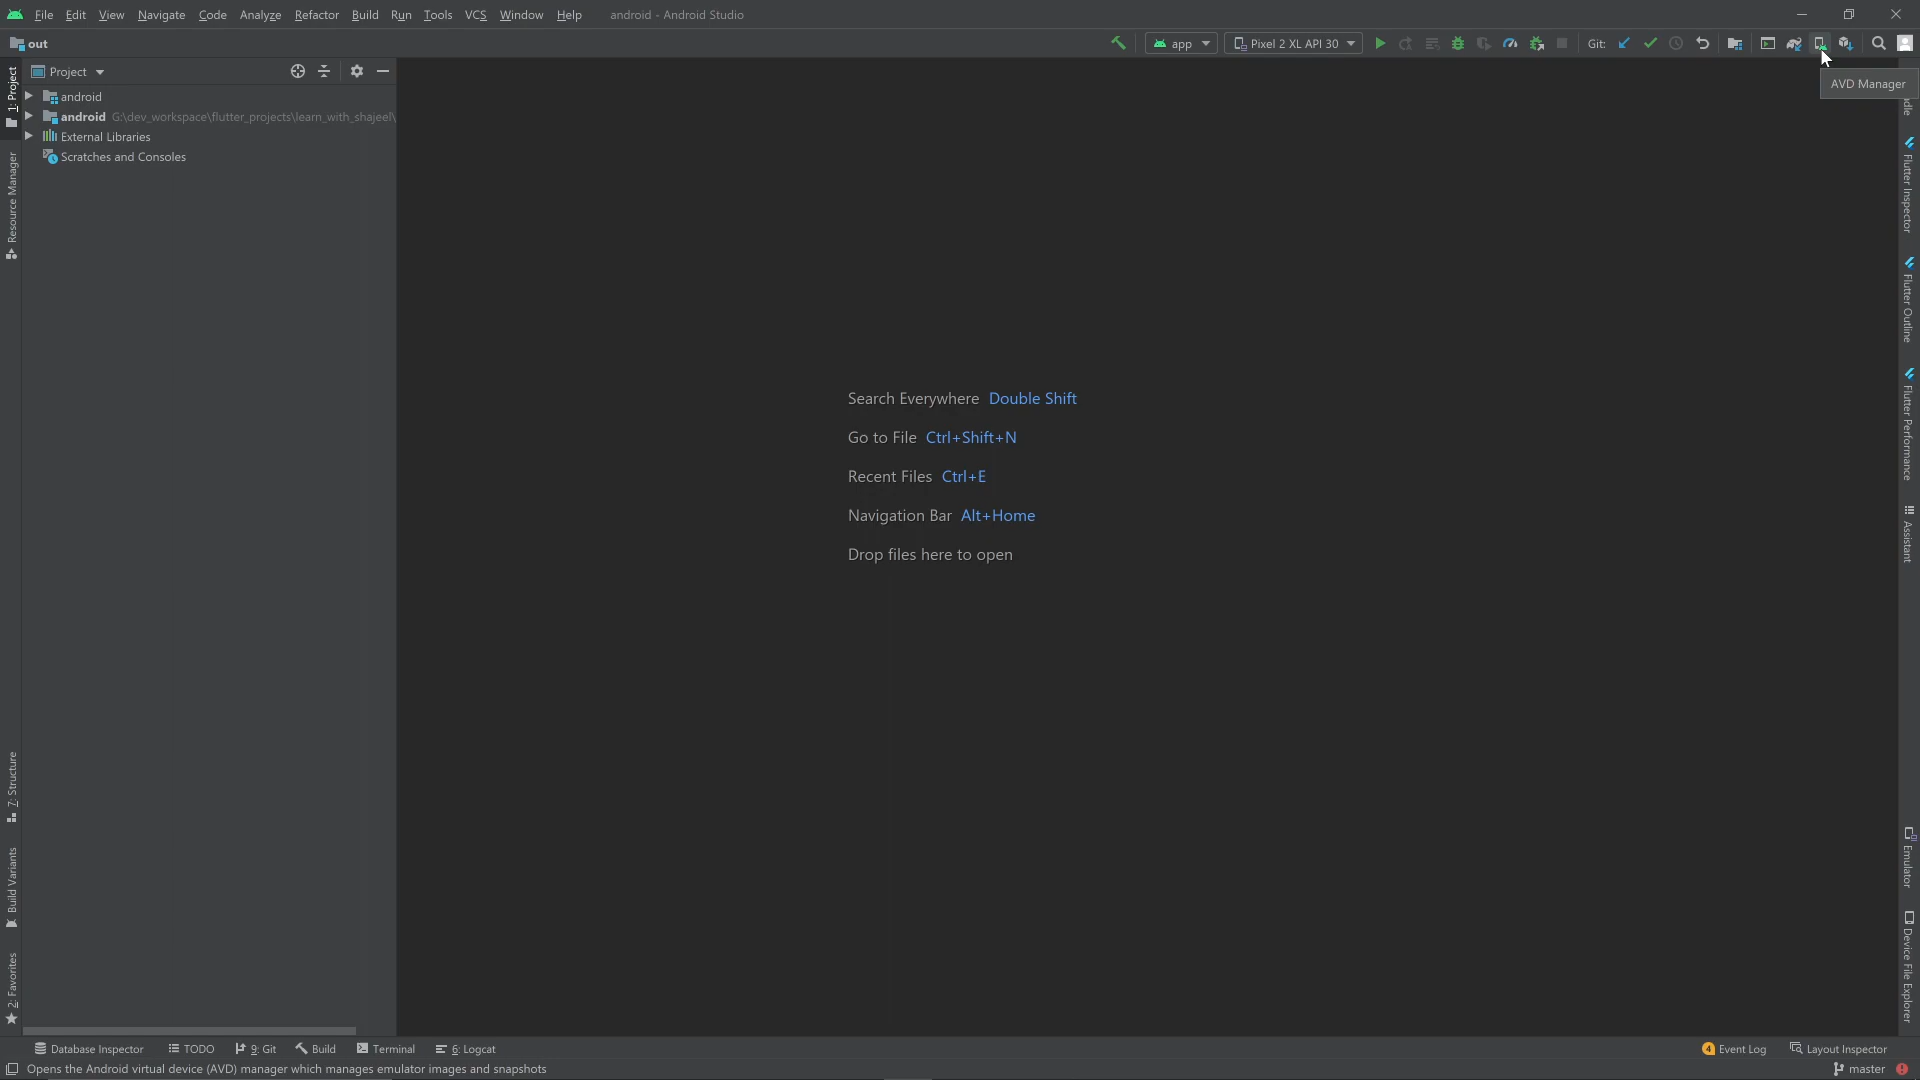 File Edit View Navigate Code Analyze Refactor Build Run Tools VCS Window Help android - Android Studio
out
app
Pixel 2 XL API 30
Git:
AVD Manager
Project
android
android G:\dev_workspace\flutter_projects\learn_with_shajeel\
External Libraries
Scratches and Consoles
1: Project
Resource Manager
7: Structure
Build Variants
2: Favorites
Search Everywhere Double Shift
Go to File Ctrl+Shift+N
Recent Files Ctrl+E
Navigation Bar Alt+Home
Drop files here to open
Flutter Inspector
Flutter Outline
Flutter Performance
Assistant
Emulator
Device File Explorer
Database Inspector TODO 9: Git Build Terminal 6: Logcat
4 Event Log Layout Inspector
Opens the Android virtual device (AVD) manager which manages emulator images and snapshots
master